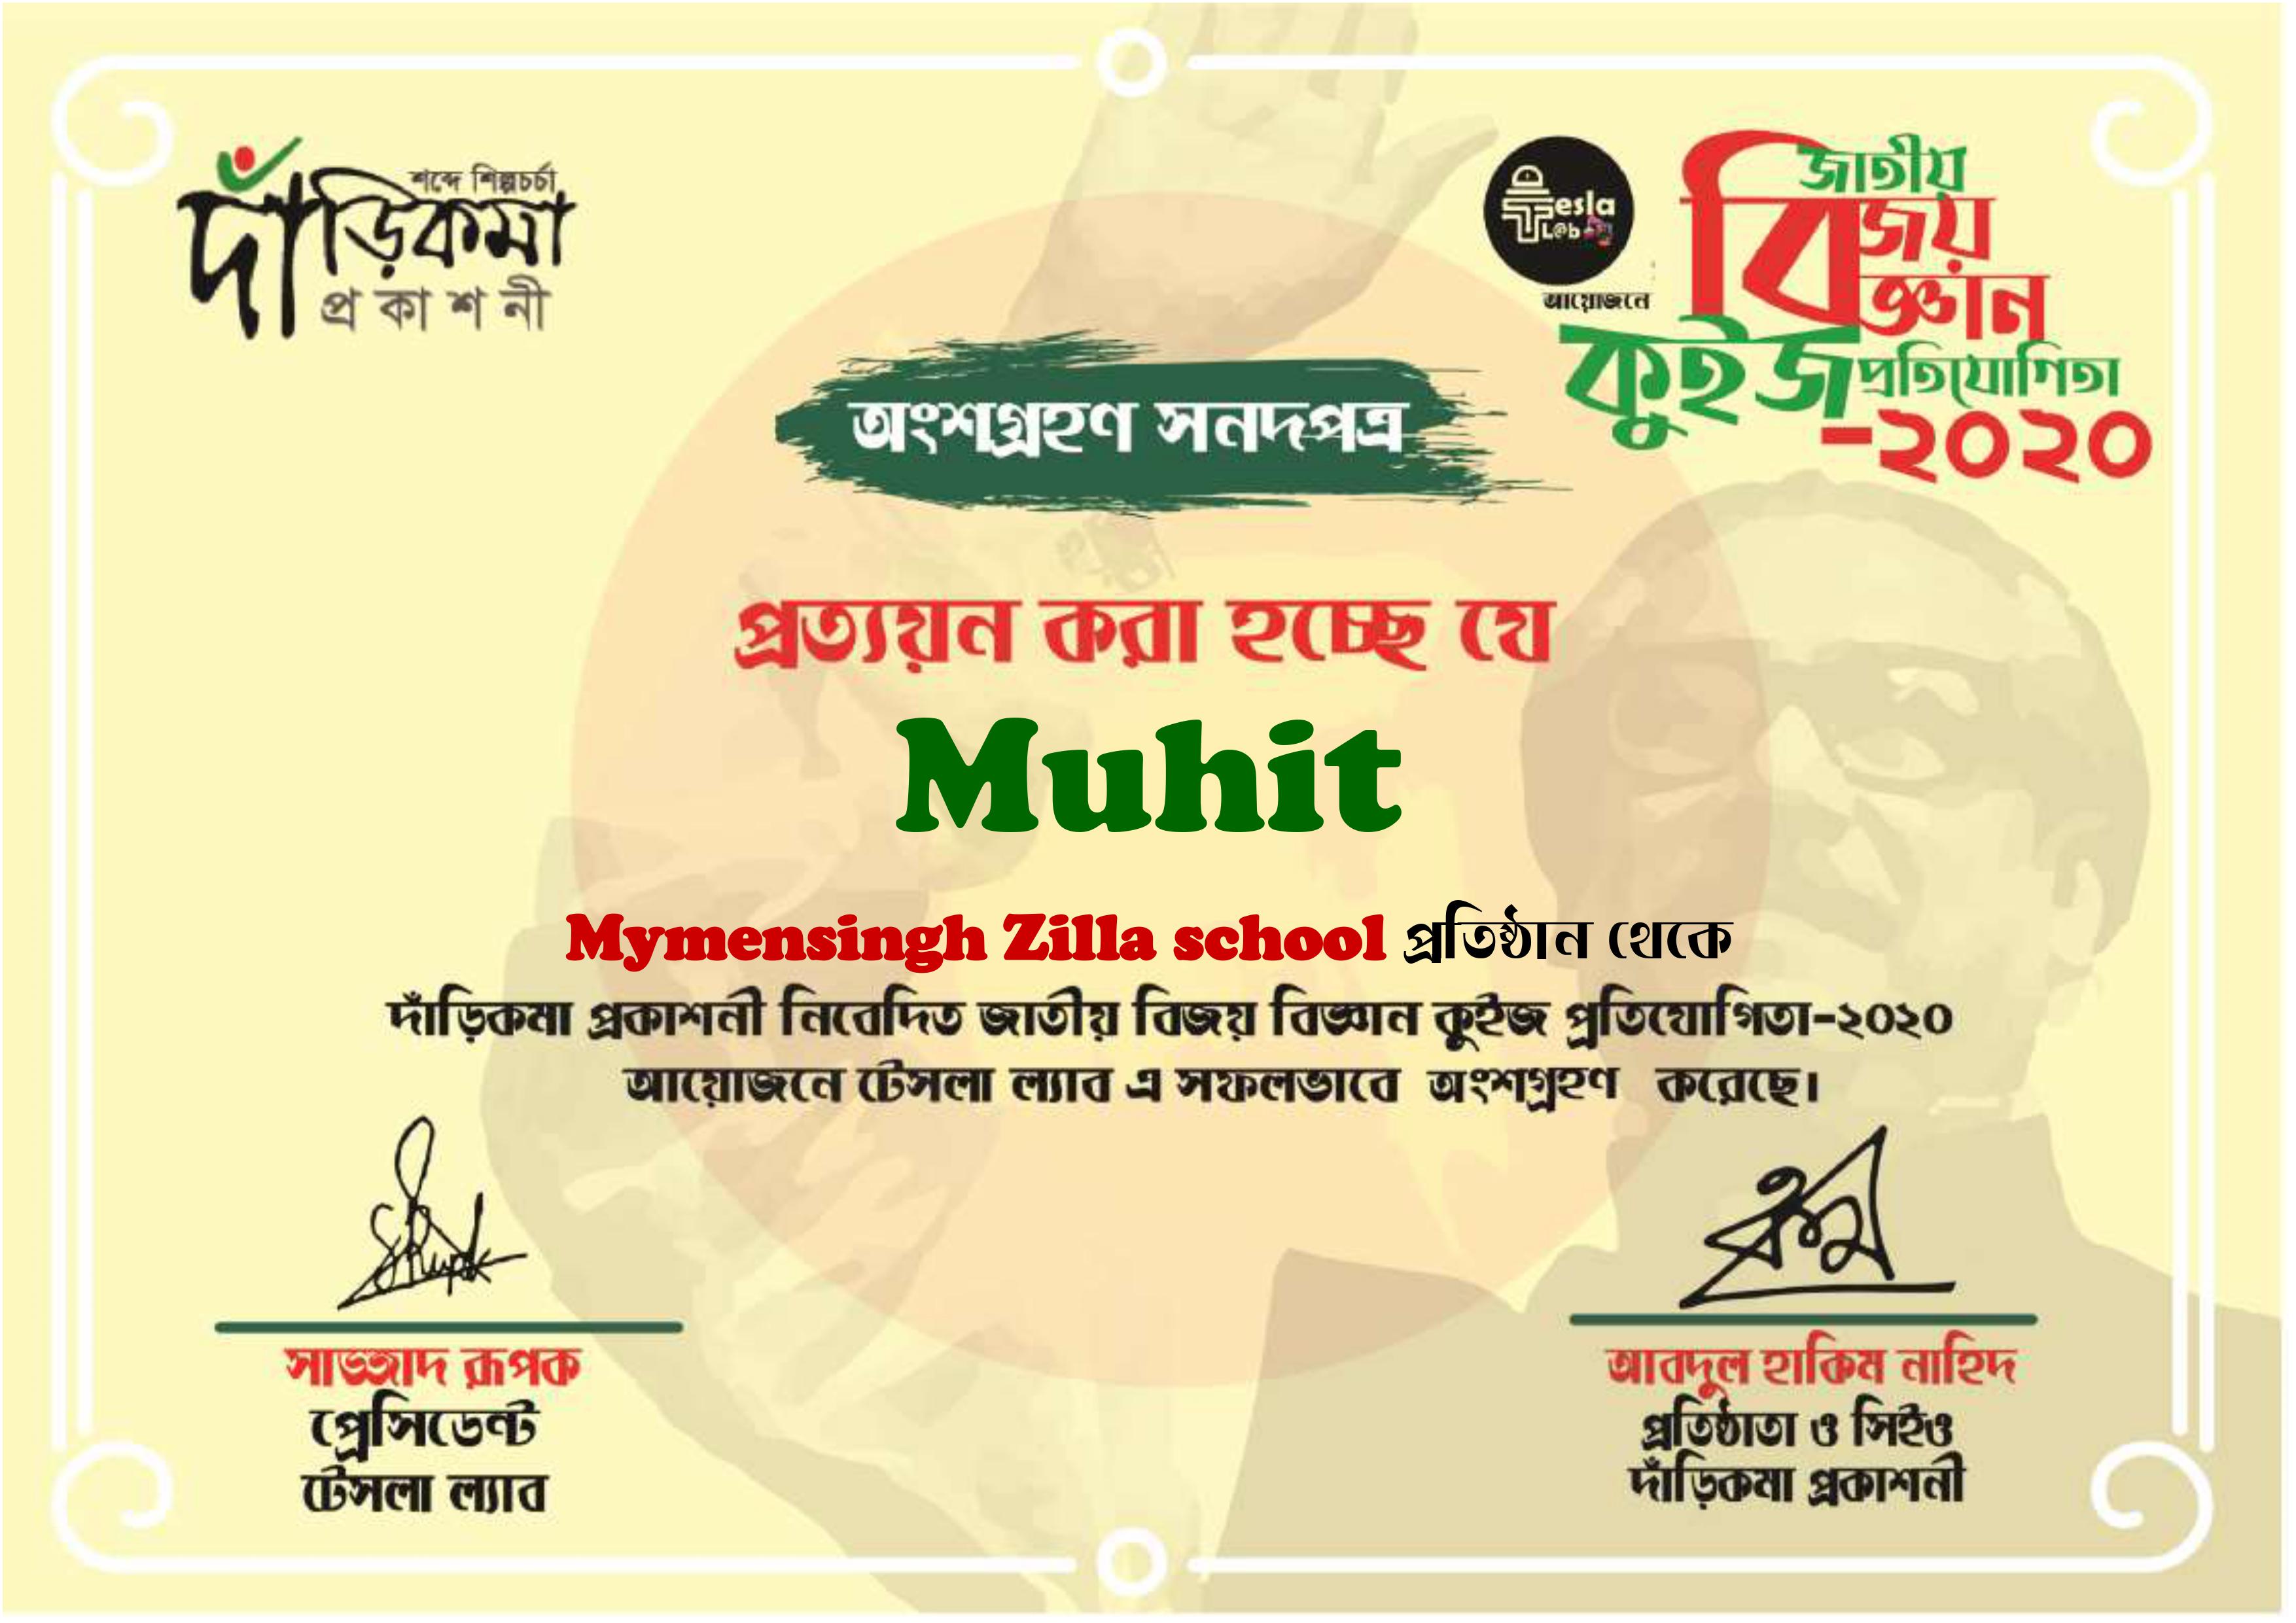 শব্দে শিল্পচর্চা
দাঁড়িকমা
প্রকাশনী
Tesla
L@b
আয়োজনে
জাতীয়
বিজয়
বিজ্ঞান
কুইজ প্রতিযোগিতা
-২০২০
অংশগ্রহণ সনদপত্র
প্রত্যয়ন করা হচ্ছে যে
Muhit
Mymensingh Zilla school প্রতিষ্ঠান থেকে
দাঁড়িকমা প্রকাশনী নিবেদিত জাতীয় বিজয় বিজ্ঞান কুইজ প্রতিযোগিতা-২০২০
আয়োজনে টেসলা ল্যাব এ সফলভাবে অংশগ্রহণ করেছে।
সাজ্জাদ রূপক
প্রেসিডেন্ট
টেসলা ল্যাব
আবদুল হাকিম নাহিদ
প্রতিষ্ঠাতা ও সিইও
দাঁড়িকমা প্রকাশনী